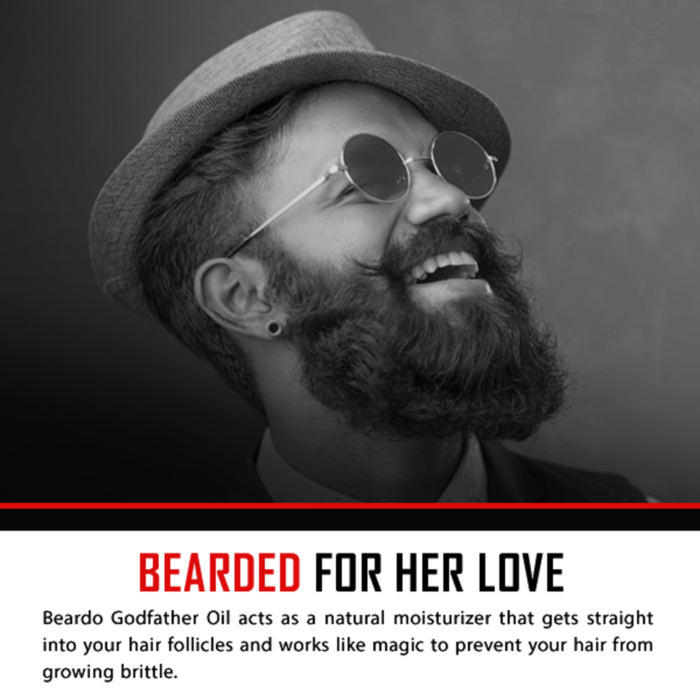 BEARDED FOR HER LOVE
Beardo Godfather Oil acts as a natural moisturizer that gets straight
into your hair follicles and works like magic to prevent your hair from
growing brittle.